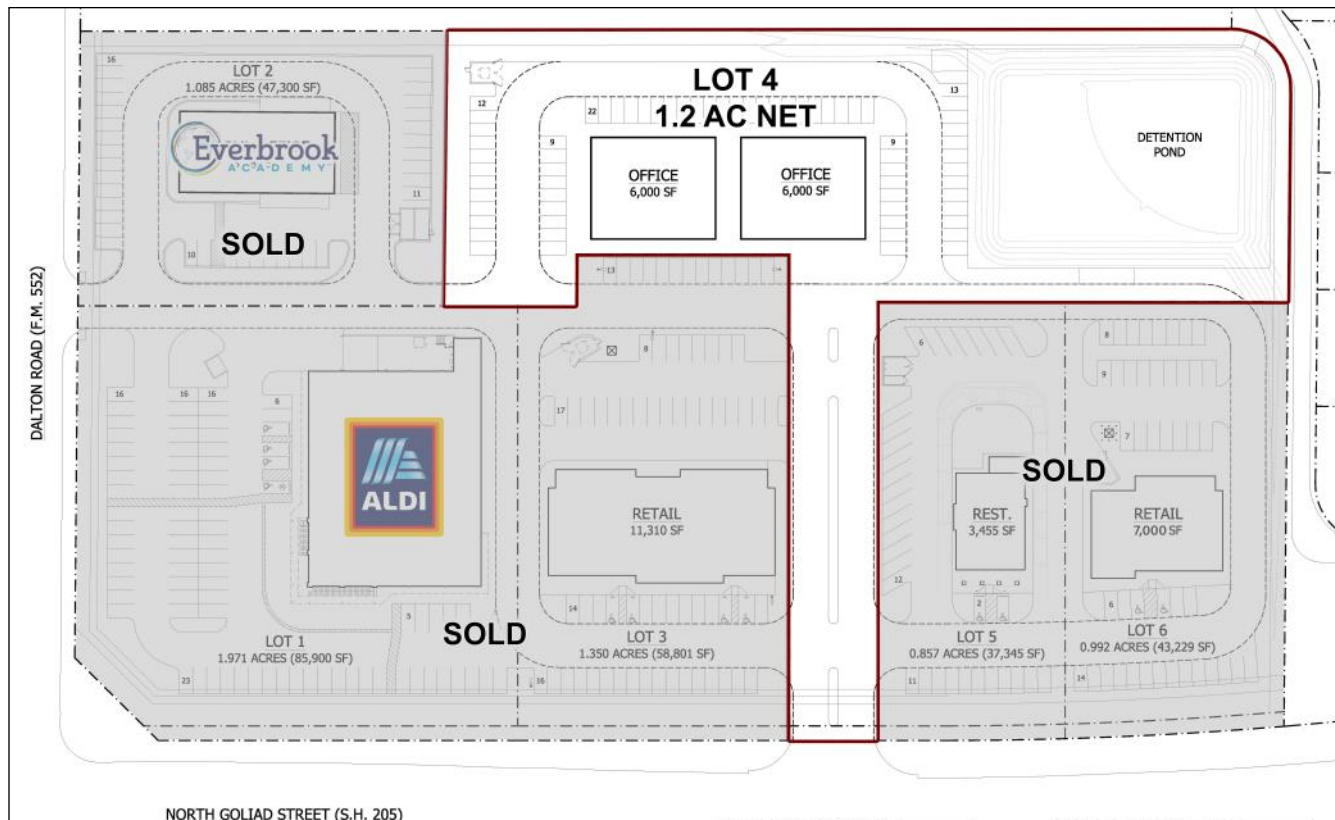 16
LOT 2
1.085 ACRES (47,300 SF)
Everbrook
ACADEMY
11
SOLD
10
LOT 4
1.2 AC NET
12
22
13
9
9
OFFICE
6,000 SF
OFFICE
6,000 SF
DETENTION
POND
13
DALTON ROAD (F.M. 552)
16
16
16
6
ALDI
5
LOT 1
1.971 ACRES (85,900 SF)
23
SOLD
8
17
RETAIL
11,310 SF
14
LOT 3
1.350 ACRES (58,801 SF)
16
6
8
9
7
SOLD
REST.
3,455 SF
RETAIL
7,000 SF
12
2
6
LOT 5
0.857 ACRES (37,345 SF)
LOT 6
0.992 ACRES (43,229 SF)
11
14
NORTH GOLIAD STREET (S.H. 205)